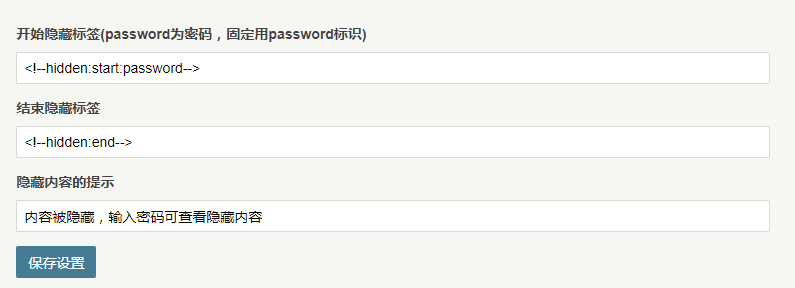 开始隐藏标签(password为密码，固定用password标识)
<!--hidden:start:password-->
结束隐藏标签
<!--hidden:end-->
隐藏内容的提示
内容被隐藏，输入密码可查看隐藏内容
保存设置